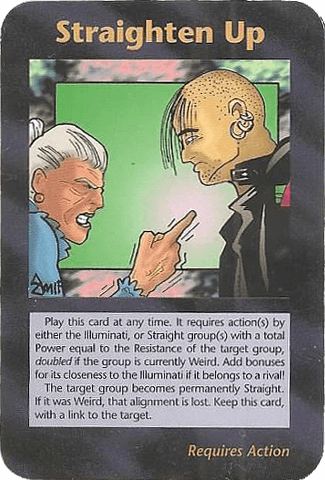 Straighten Up
Play this card at any time. It requires action(s) by
either the Illuminati, or Straight group(s) with a total
Power equal to the Resistance of the target group,
doubled if the group is currently Weird. Add bonuses
for its closeness to the Illuminati if it belongs to a rival!
The target group becomes permanently Straight.
If it was Weird, that alignment is lost. Keep this card,
with a link to the target.
Requires Action